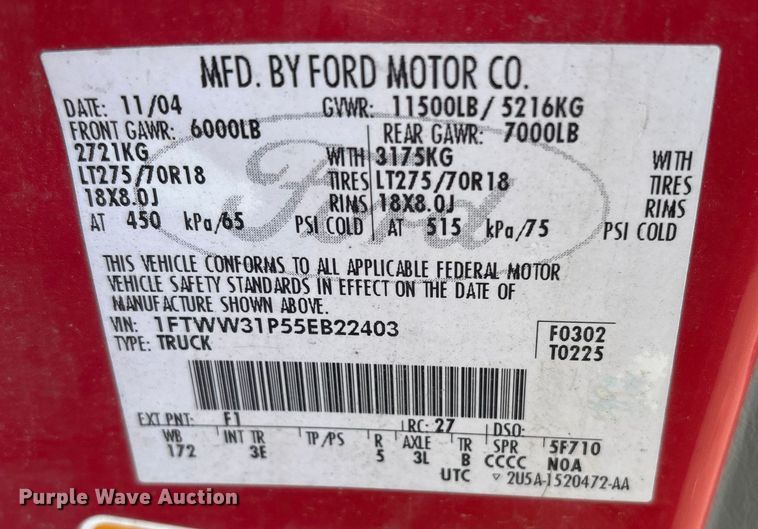 MFD. BY FORD MOTOR CO.
DATE: 11/04 GVWR: 11500LB/ 5216KG
FRONT GAWR: 6000LB REAR GAWR: 7000LB
2721KG WITH 3175KG WITH
LT275/70R18 TIRES LT275/70R18 TIRES
18X8.0J RIMS 18X8.0J RIMS
AT 450 kPa/65 PSI COLD AT 515 kPa/75 PSI COLD
Ford
THIS VEHICLE CONFORMS TO ALL APPLICABLE FEDERAL MOTOR
VEHICLE SAFETY STANDARDS IN EFFECT ON THE DATE OF
MANUFACTURE SHOWN ABOVE.
VIN: 1FTWW31P55EB22403 F0302
TYPE: TRUCK T0225
EXT PNT: F1 RC: 27 DSO:
WB INT TR TP/PS R AXLE TR SPR 5F710
172 3E 5 3L B CCCC NOA
UTC ▽ 2U5A-1520472-AA
Purple Wave Auction